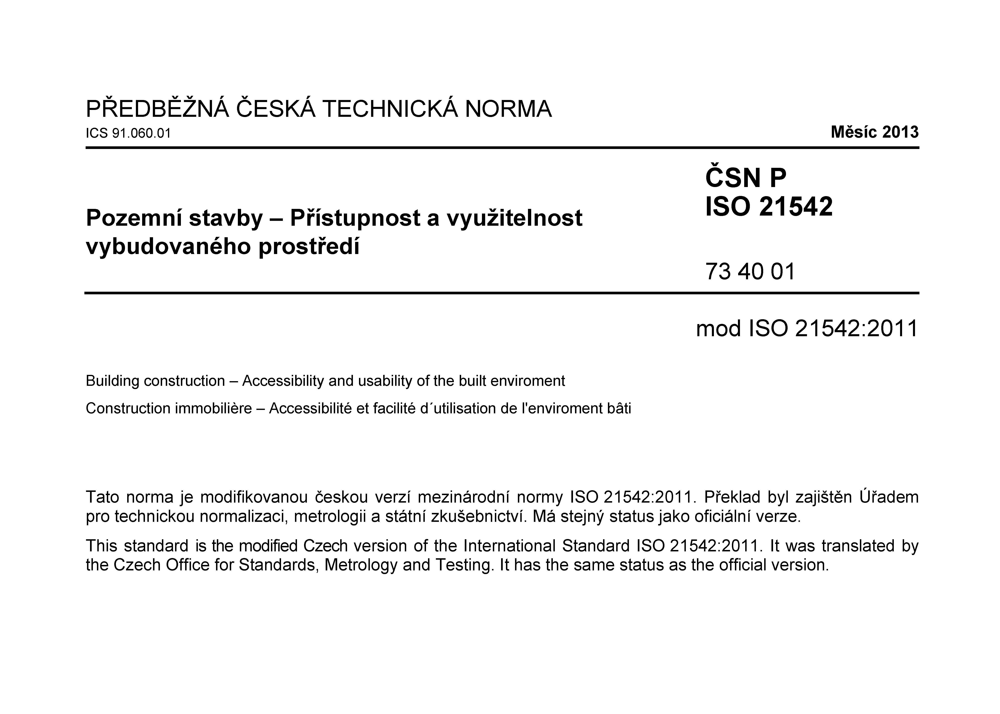 PŘEDBĚŽNÁ ČESKÁ TECHNICKÁ NORMA
ICS 91.060.01
Měsíc 2013
ČSN P
ISO 21542
Pozemní stavby – Přístupnost a využitelnost
vybudovaného prostředí
73 40 01
mod ISO 21542:2011
Building construction – Accessibility and usability of the built enviroment
Construction immobilière – Accessibilité et facilité d´utilisation de l'enviroment bâti
Tato norma je modifikovanou českou verzí mezinárodní normy ISO 21542:2011. Překlad byl zajištěn Úřadem
pro technickou normalizaci, metrologii a státní zkušebnictví. Má stejný status jako oficiální verze.
This standard is the modified Czech version of the International Standard ISO 21542:2011. It was translated by
the Czech Office for Standards, Metrology and Testing. It has the same status as the official version.